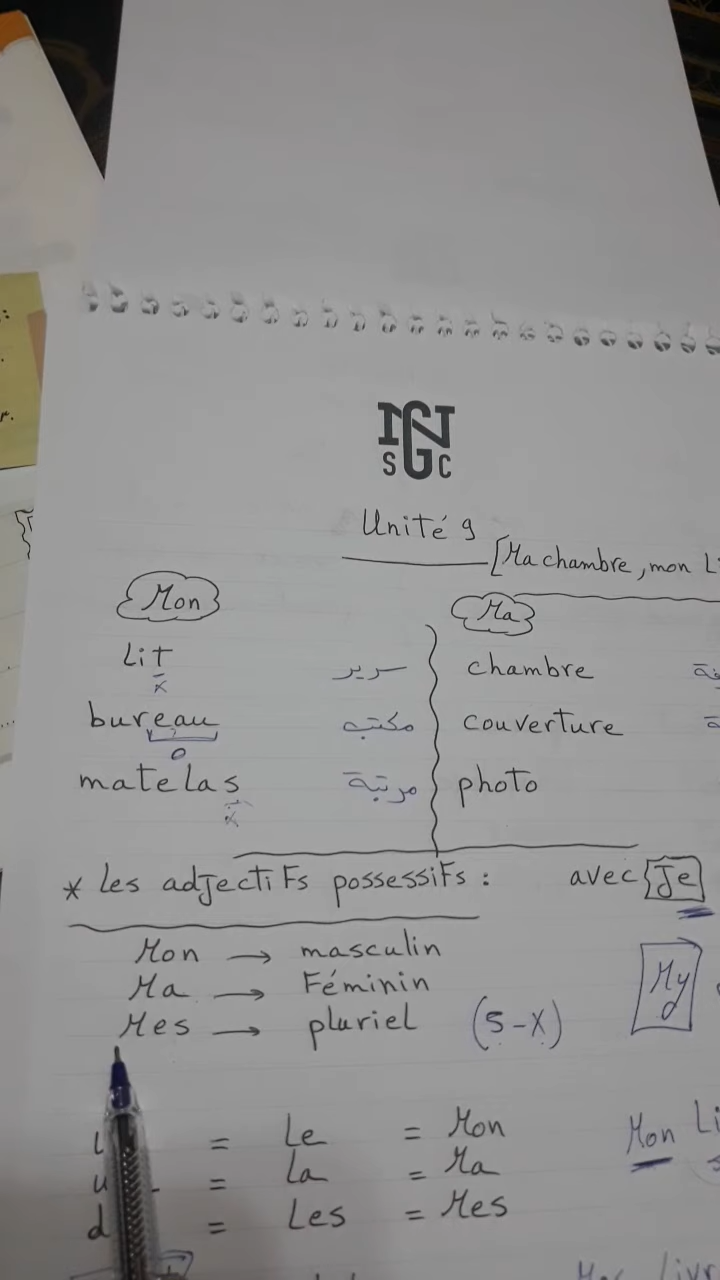 NGSC
Unité 9
[Ma chambre, mon L
Mon
Ma
Lit سرير chambre
x
bureau مكتب couverture
o
matelas مرتبة photo
x
* Les adjectifs possessifs : avec Je
Mon → masculin
Ma → Féminin
Mes → pluriel (S-X)
My
= Le = Mon
Mon Li
u = la = Ma
d = Les = Mes